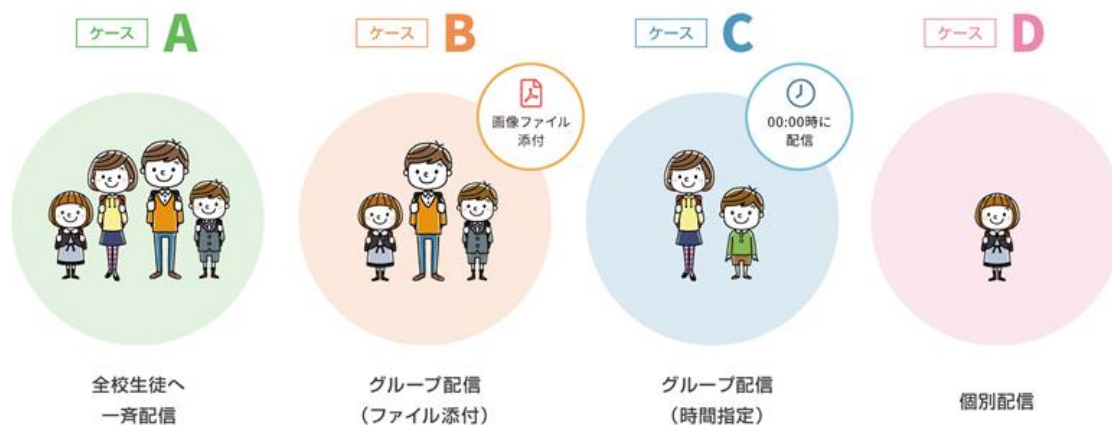 ケース A
ケース B
ケース C
ケース D
画像ファイル
添付
00:00時に
配信
全校生徒へ
一斉配信
グループ配信
（ファイル添付）
グループ配信
（時間指定）
個別配信